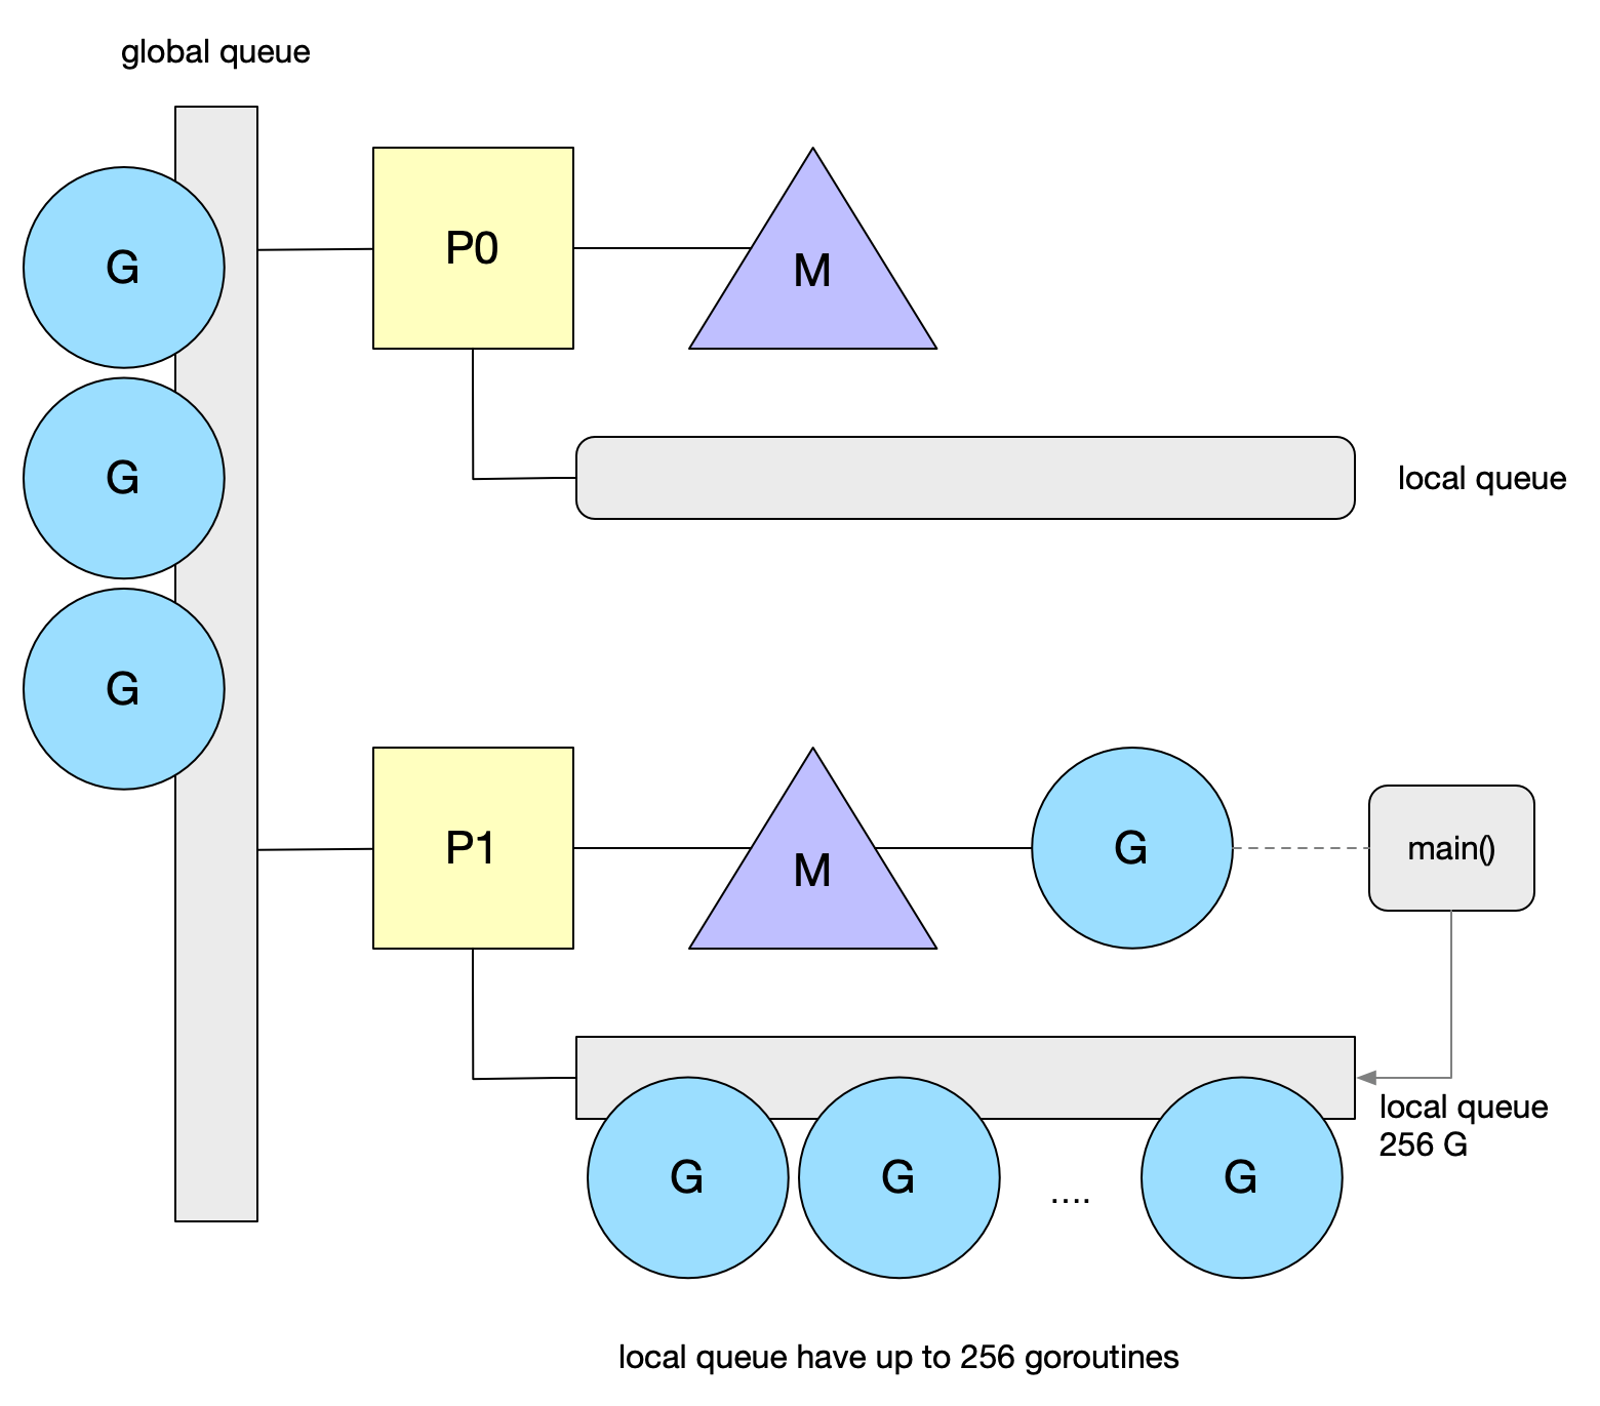 global queue
G
P0
M
G
local queue
G
P1
M
G
main()
local queue
256 G
G
G
....
G
local queue have up to 256 goroutines